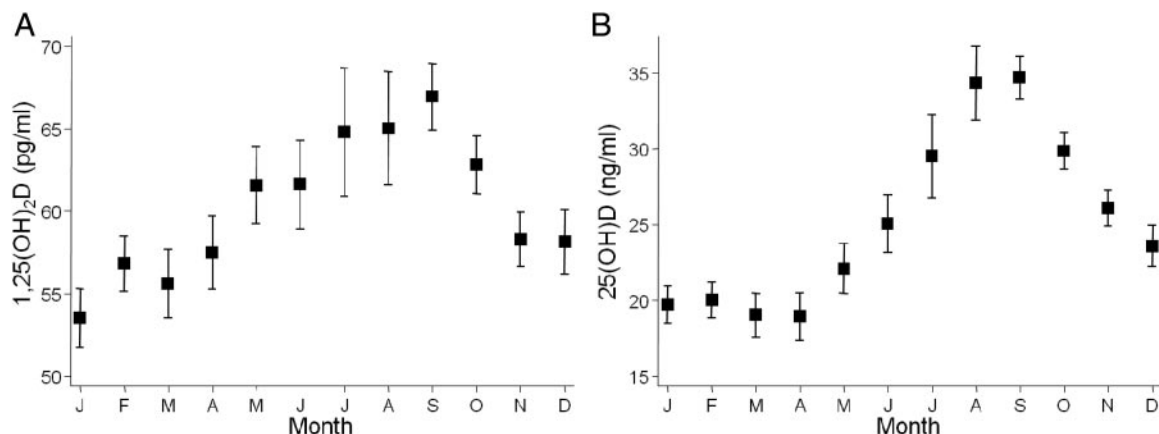 A
1,25(OH)₂D (pg/ml)
70
65
60
55
50
J F M A M J J A S O N D
Month
B
25(OH)D (ng/ml)
35
30
25
20
15
J F M A M J J A S O N D
Month